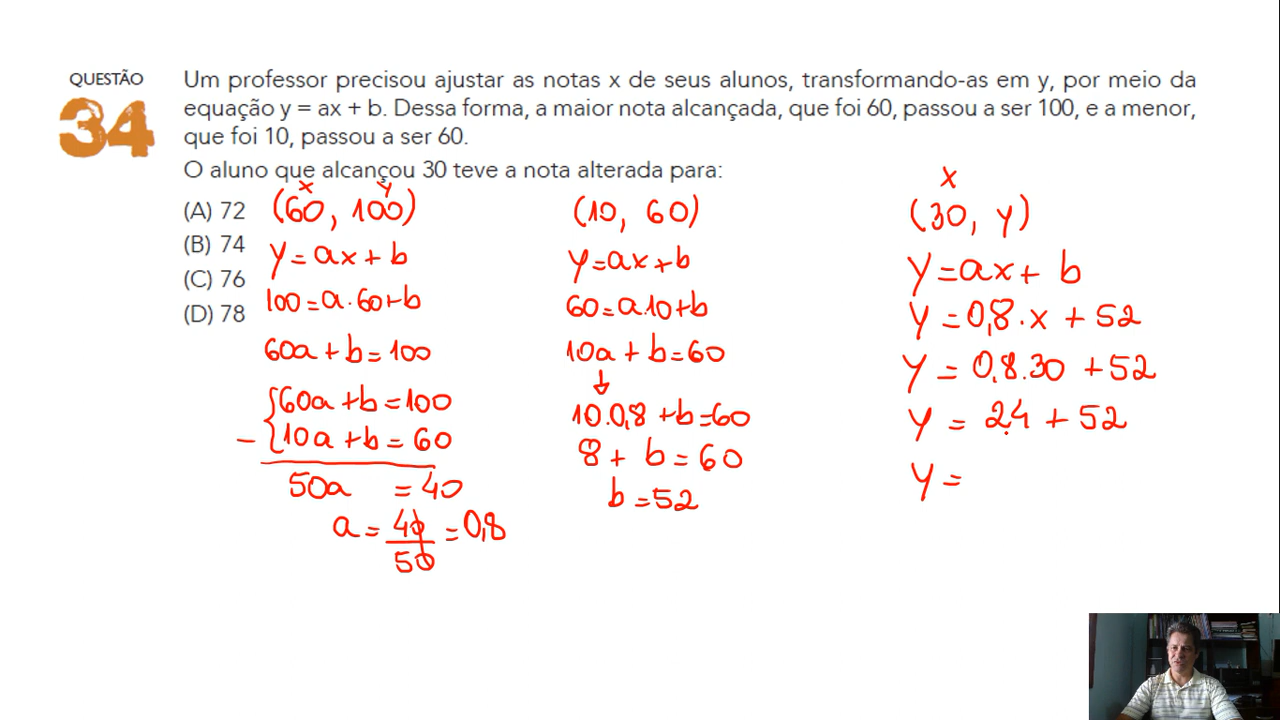 QUESTÃO
34
Um professor precisou ajustar as notas x de seus alunos, transformando-as em y, por meio da
equação y = ax + b. Dessa forma, a maior nota alcançada, que foi 60, passou a ser 100, e a menor,
que foi 10, passou a ser 60.
O aluno que alcançou 30 teve a nota alterada para:
(A) 72
(B) 74
(C) 76
(D) 78
x y
(60, 100)
y = ax + b
100 = a·60+b
60a + b = 100
60a + b = 100
- 10a + b = 60
50a = 40
a = 40/50 = 0,8
(10, 60)
y = ax + b
60 = a.10+b
10a + b = 60
↓
10.0,8 + b = 60
8 + b = 60
b = 52
x
(30, y)
y = ax + b
y = 0,8·x + 52
y = 0,8.30 + 52
y = 24 + 52
y =